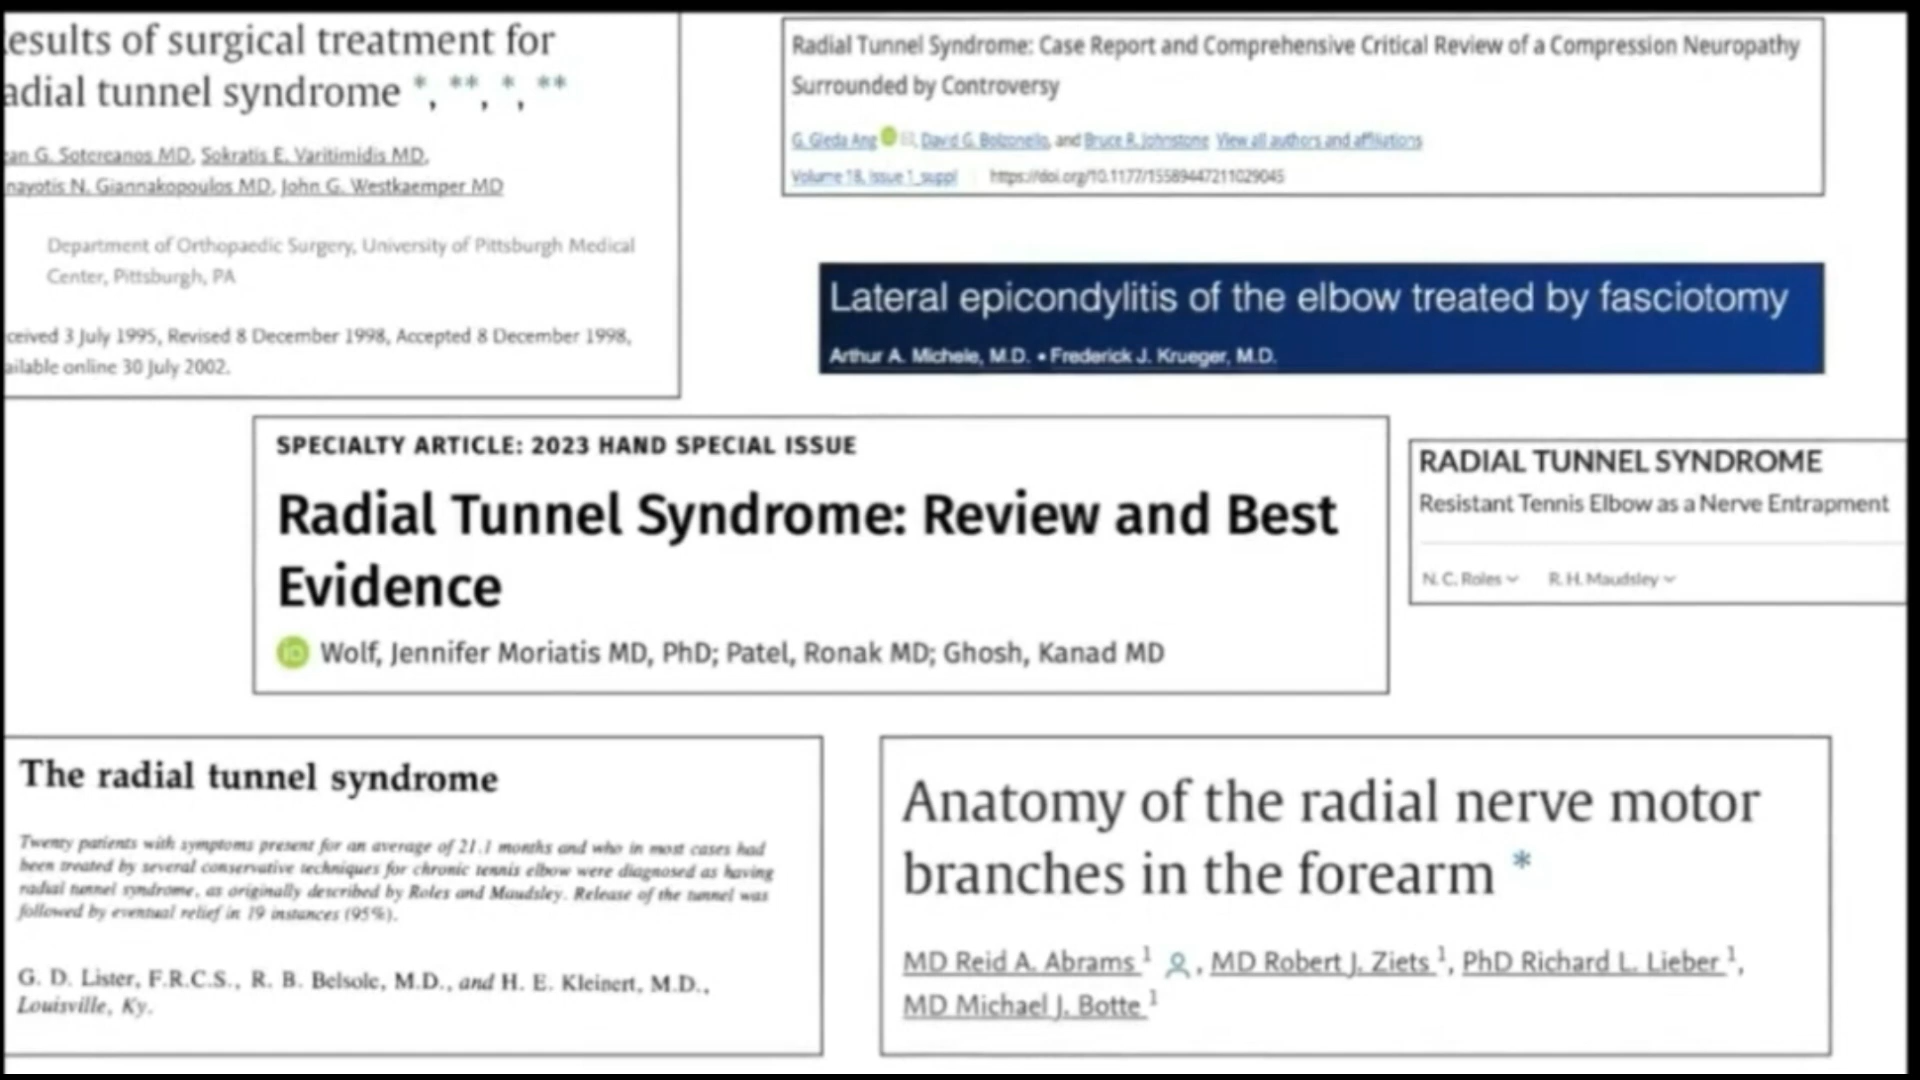 esults of surgical treatment for
adial tunnel syndrome *, **, *, **
an G. Sotereanos MD, Sokratis E. Varitimidis MD,
nayotis N. Giannakopoulos MD, John G. Westkaemper MD
Department of Orthopaedic Surgery, University of Pittsburgh Medical
Center, Pittsburgh, PA
ceived 3 July 1995, Revised 8 December 1998, Accepted 8 December 1998,
ailable online 30 July 2002.
Radial Tunnel Syndrome: Case Report and Comprehensive Critical Review of a Compression Neuropathy
Surrounded by Controversy
G. Gleda Ang, David G. Bolzonello, and Bruce R. Johnstone View all authors and affiliations
Volume 18, Issue 1_suppl https://doi.org/10.1177/15589447211029045
Lateral epicondylitis of the elbow treated by fasciotomy
Arthur A. Michele, M.D. • Frederick J. Krueger, M.D.
SPECIALTY ARTICLE: 2023 HAND SPECIAL ISSUE
Radial Tunnel Syndrome: Review and Best
Evidence
iD Wolf, Jennifer Moriatis MD, PhD; Patel, Ronak MD; Ghosh, Kanad MD
RADIAL TUNNEL SYNDROME
Resistant Tennis Elbow as a Nerve Entrapment
N. C. Roles R. H. Maudsley
The radial tunnel syndrome
Twenty patients with symptoms present for an average of 21.1 months and who in most cases had
been treated by several conservative techniques for chronic tennis elbow were diagnosed as having
radial tunnel syndrome, as originally described by Roles and Maudsley. Release of the tunnel was
followed by eventual relief in 19 instances (95%).
G. D. Lister, F.R.C.S., R. B. Belsole, M.D., and H. E. Kleinert, M.D.,
Louisville, Ky.
Anatomy of the radial nerve motor
branches in the forearm *
MD Reid A. Abrams 1, MD Robert J. Ziets 1, PhD Richard L. Lieber 1,
MD Michael J. Botte 1